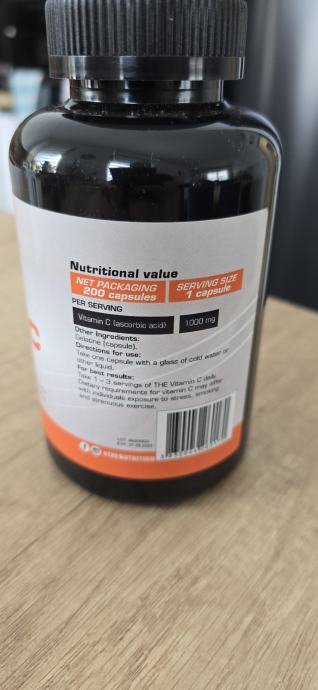 C
Nutritional value
NET PACKAGING
200 capsules
SERVING SIZE
1 capsule
PER SERVING
Vitamin C (ascorbic acid) 1000 mg
Other Ingredients:
Gelatine (capsule).
Directions for use:
Take one capsule with a glass of cold water or
other liquid.
For best results:
Take 1 - 3 servings of THE Vitamin C daily.
Dietary requirements for vitamin C may differ
with individuals exposure to stress, smoking
and strenuous exercise.
#THENUTRITION